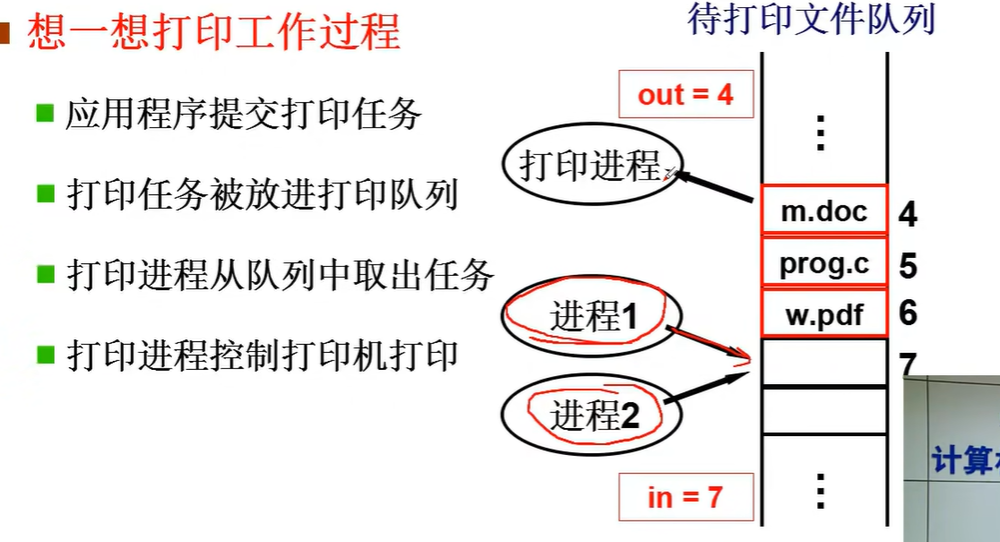 想一想打印工作过程
应用程序提交打印任务
打印任务被放进打印队列
打印进程从队列中取出任务
打印进程控制打印机打印
待打印文件队列
out = 4
打印进程
m.doc 4
prog.c 5
进程1
w.pdf 6
7
进程2
in = 7
计算